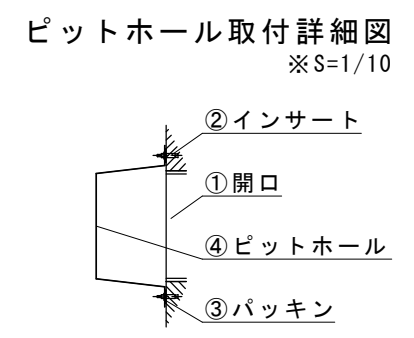 ピットホール取付詳細図
※S=1/10
②インサート
①開口
④ピットホール
③パッキン